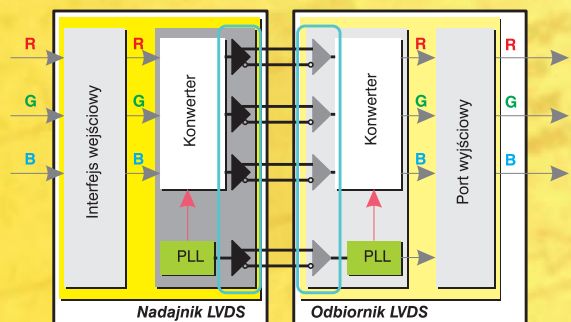 R R R R
G G G G
B B B B
Interfejs wejściowy
Konwerter
Konwerter
Port wyjściowy
PLL
PLL
Nadajnik LVDS
Odbiornik LVDS